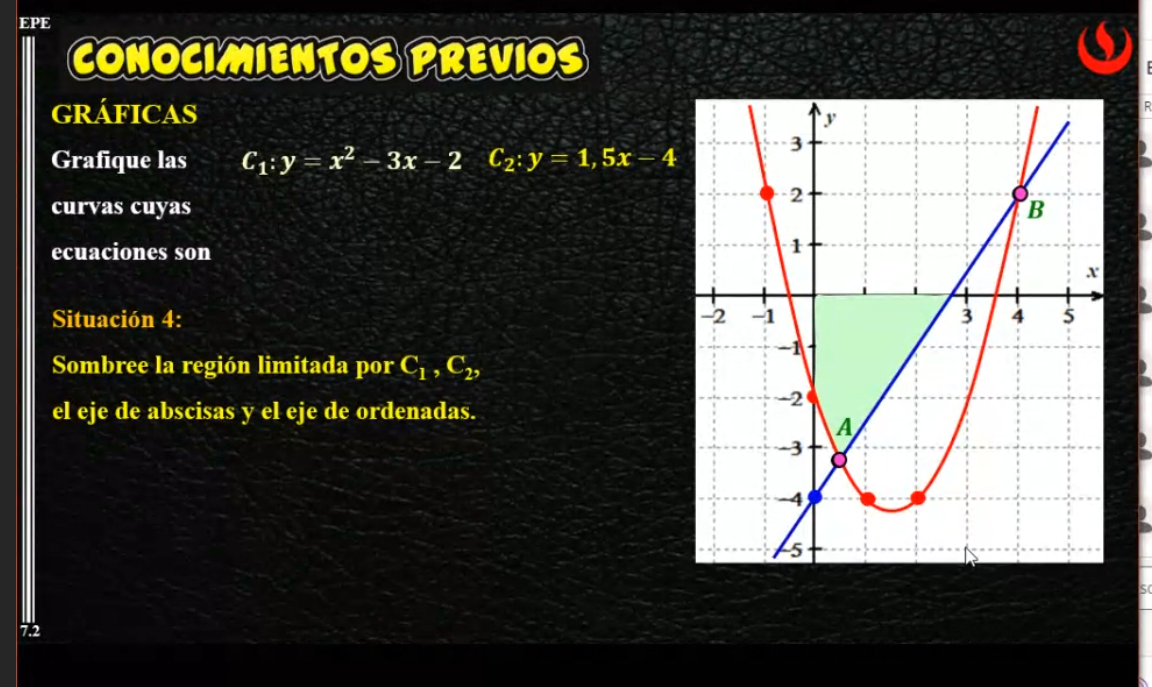 EPE
CONOCIMIENTOS PREVIOS
GRÁFICAS
Grafique las
C₁: y = x² − 3x − 2
C₂: y = 1, 5x − 4
curvas cuyas
ecuaciones son
Situación 4:
Sombree la región limitada por C₁ , C₂,
el eje de abscisas y el eje de ordenadas.
7.2
y
3
2
B
1
x
−2 −1 3 4 5
−1
−2
A
−3
−4
−5